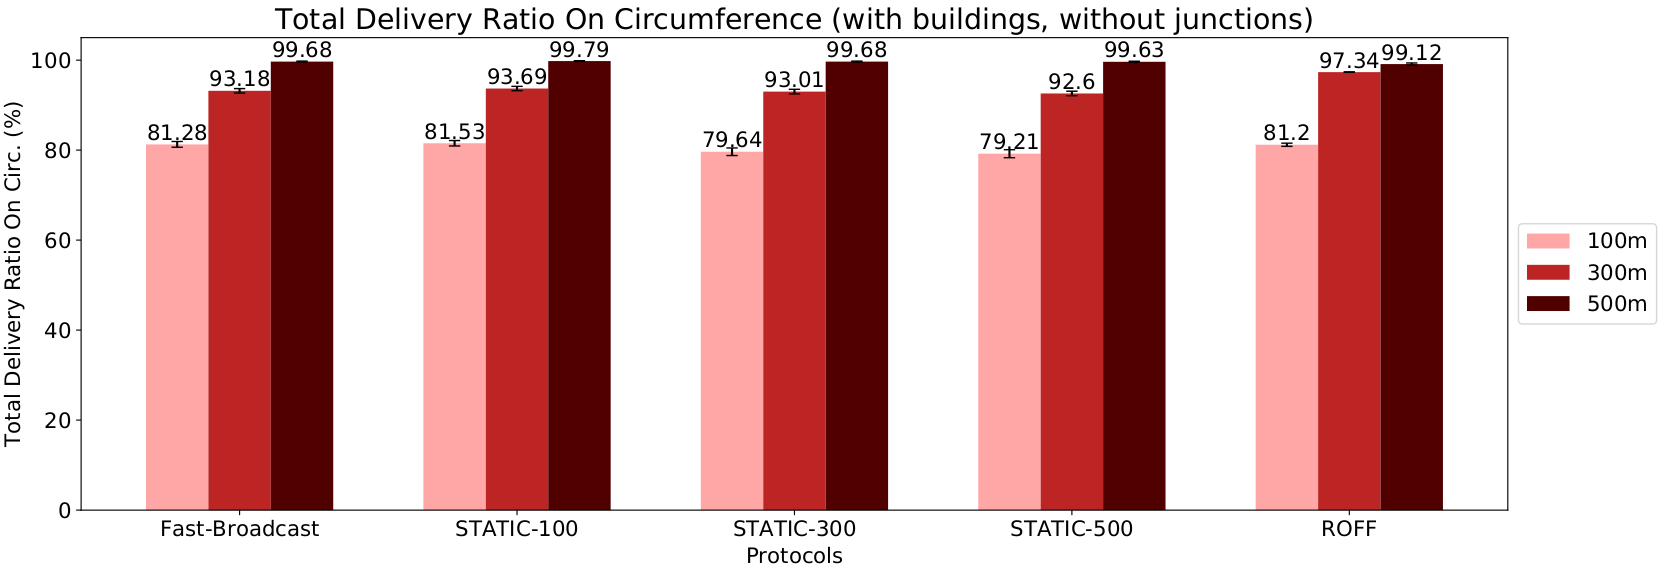 Total Delivery Ratio On Circumference (with buildings, without junctions)
Total Delivery Ratio On Circ. (%)
100
80
60
40
20
0
81.28
93.18
99.68
81.53
93.69
99.79
79.64
93.01
99.68
79.21
92.6
99.63
81.2
97.34
99.12
Fast-Broadcast
STATIC-100
STATIC-300
STATIC-500
ROFF
Protocols
100m
300m
500m